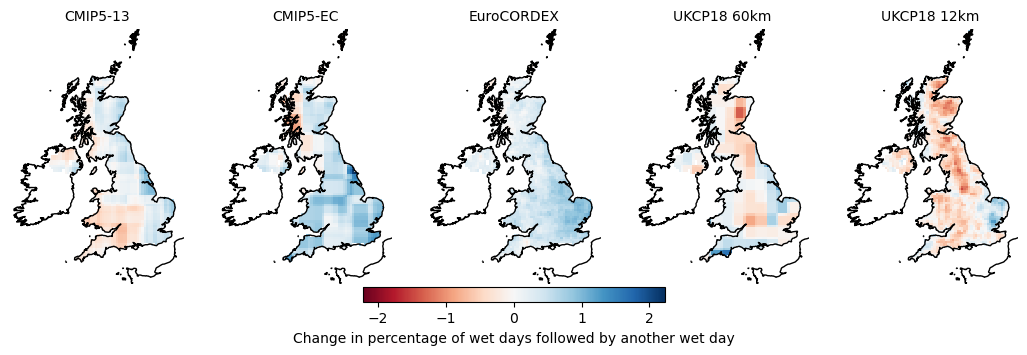 CMIP5-13 CMIP5-EC EuroCORDEX UKCP18 60km UKCP18 12km
−2 −1 0 1 2
Change in percentage of wet days followed by another wet day